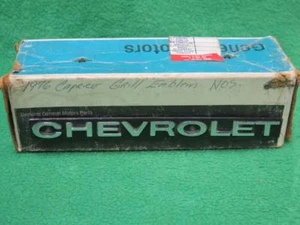 General Motors
1976 Caprice Grill Emblem NOS
Genuine General Motors Parts
CHEVROLET